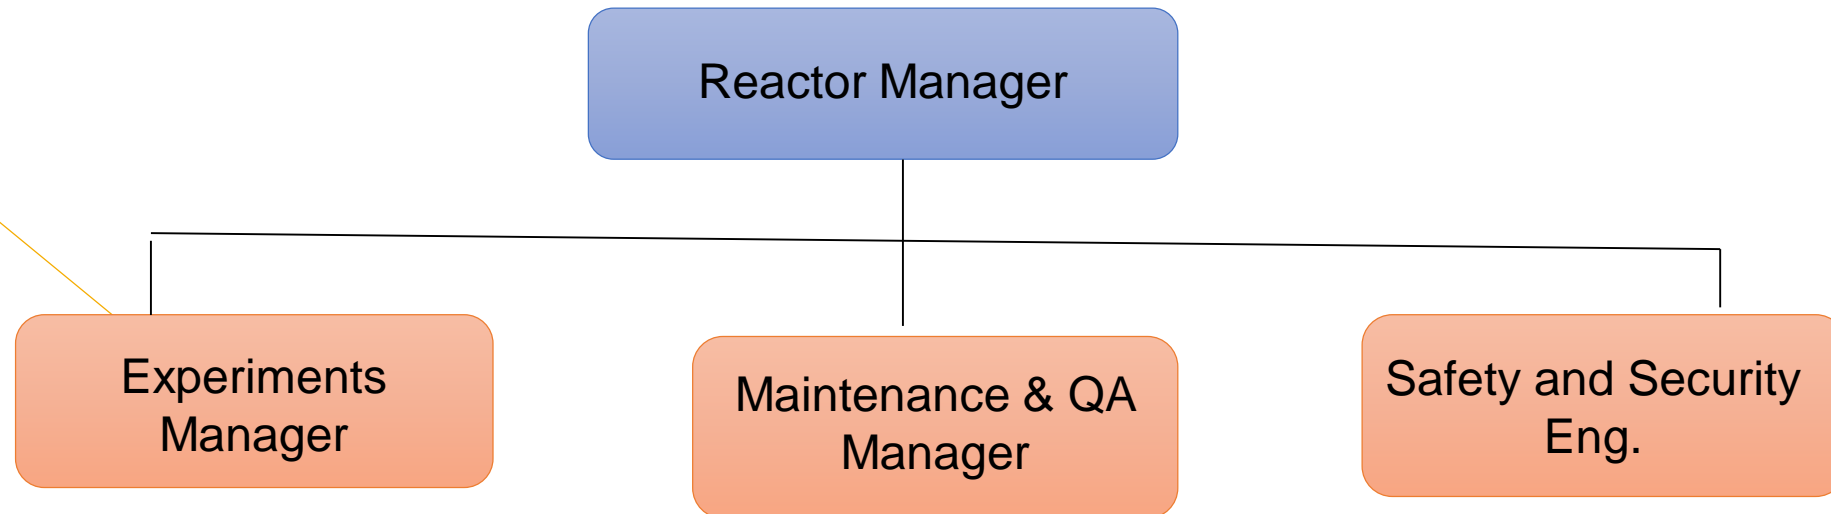 Reactor Manager
Experiments
Manager
Maintenance & QA
Manager
Safety and Security
Eng.